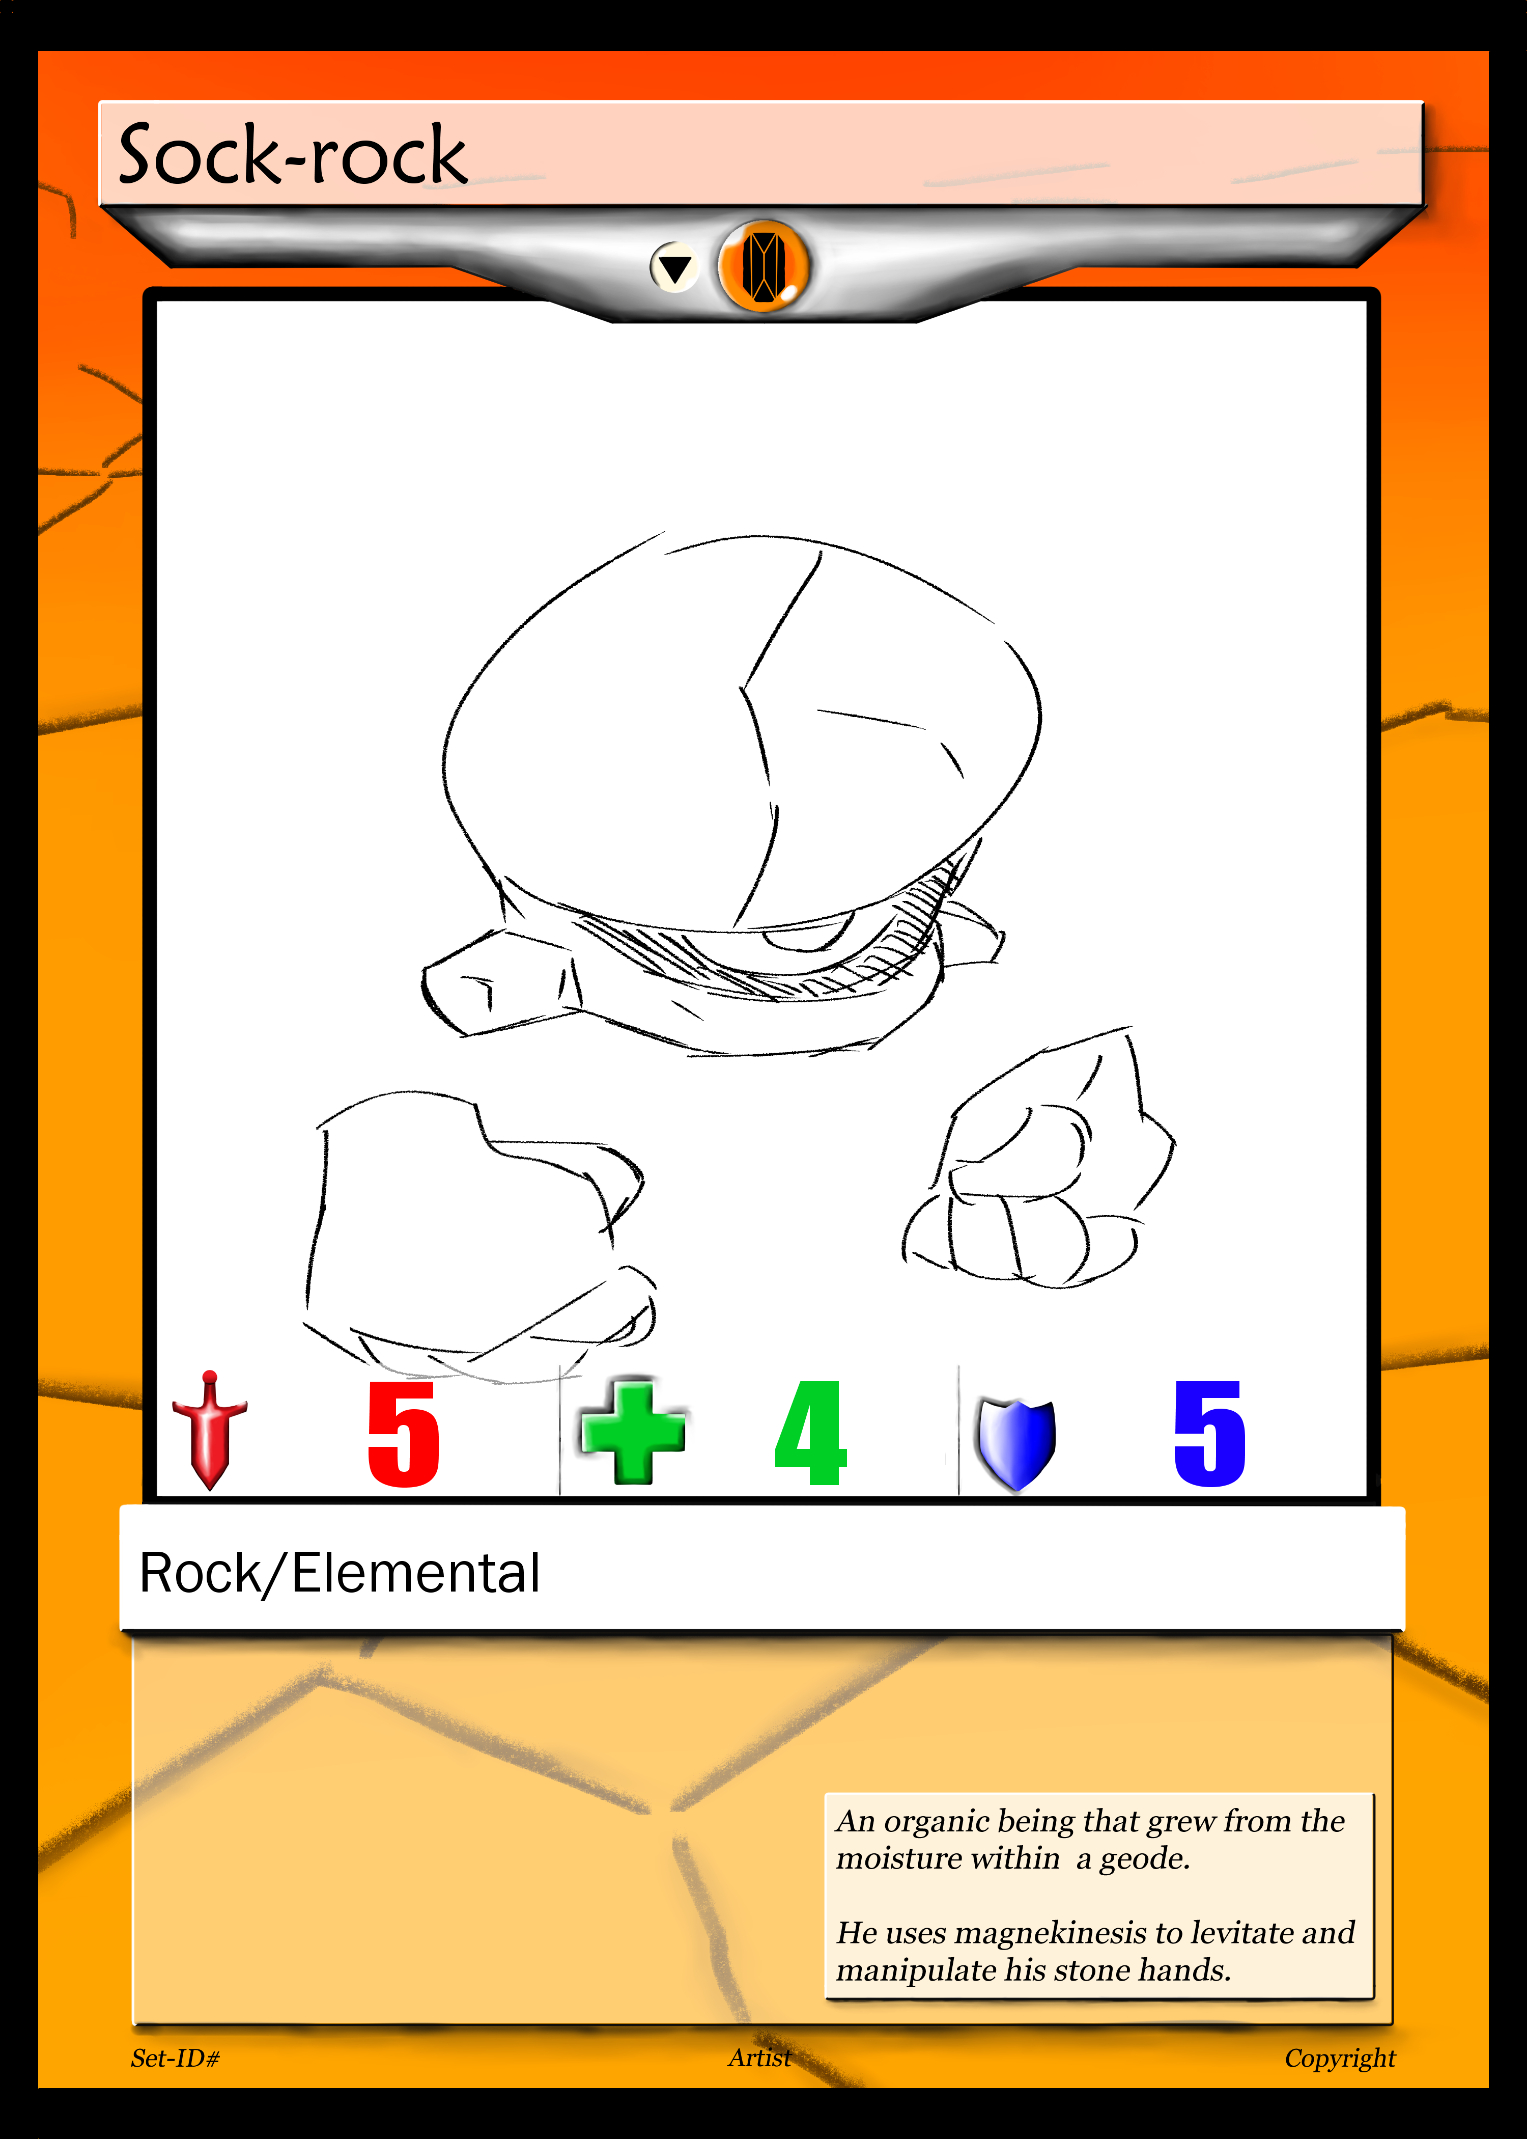 Sock-rock
5 4 5
Rock/Elemental
An organic being that grew from the
moisture within a geode.
He uses magnekinesis to levitate and
manipulate his stone hands.
Set-ID# Artist Copyright